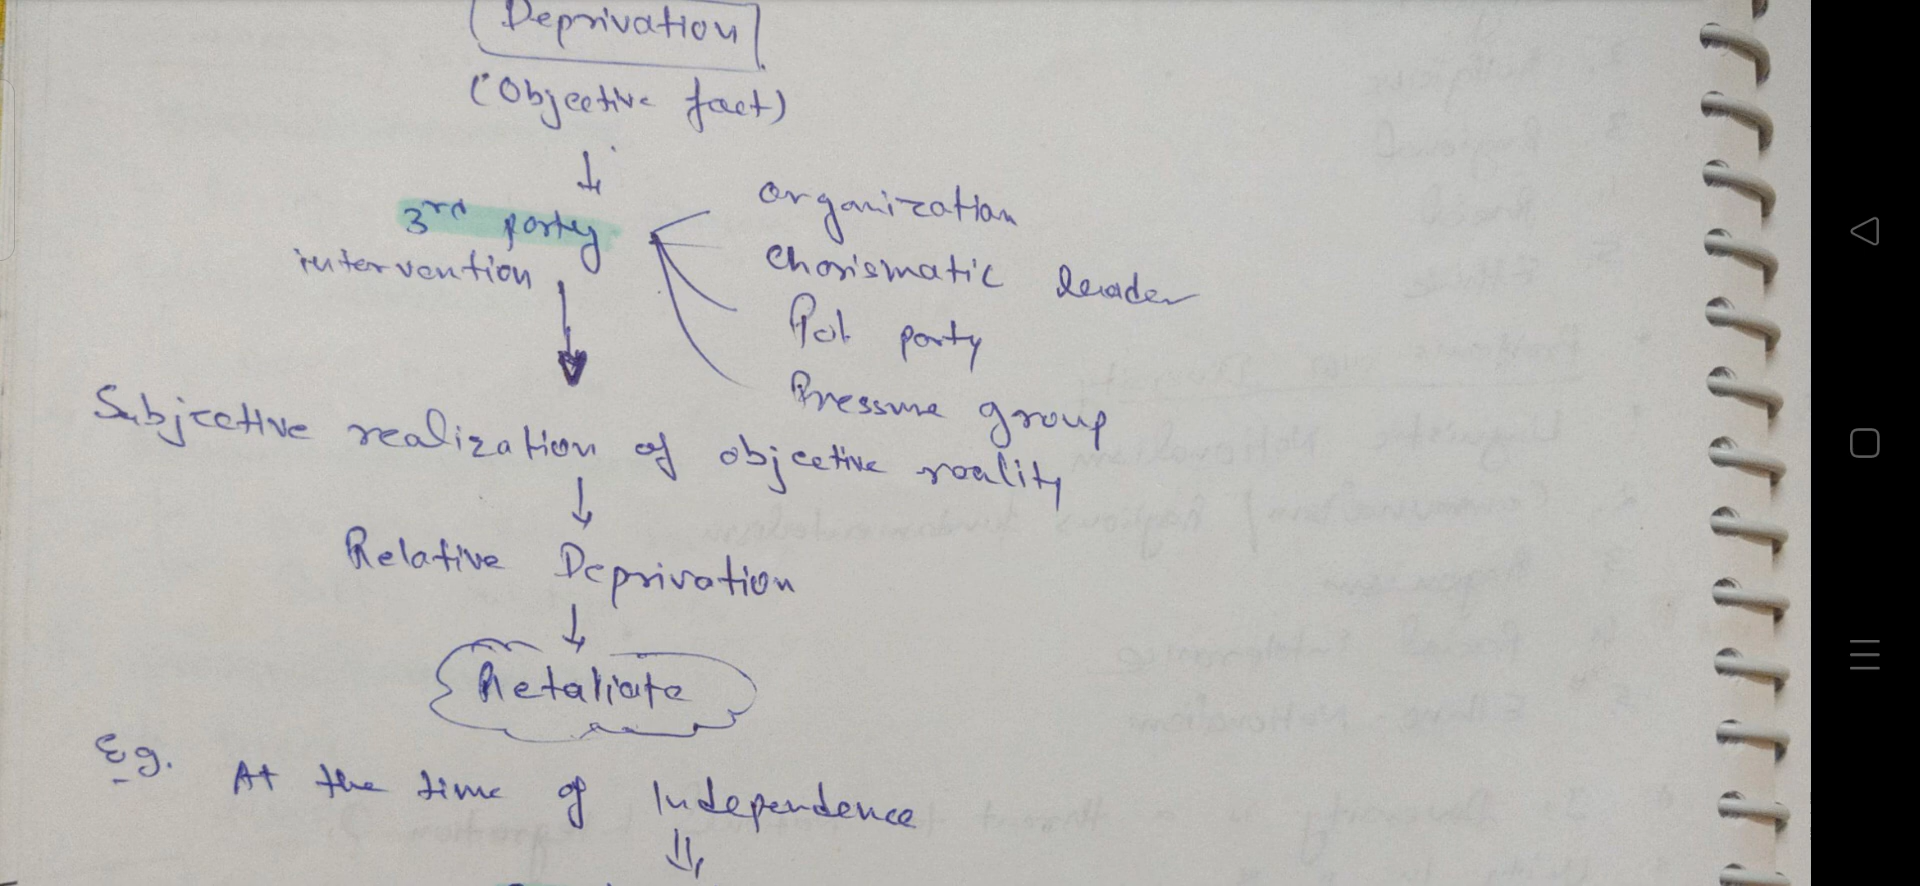 Deprivation
(Objective fact)
↓
3rd party
intervention
organization
Charismatic leader
Pol party
Pressure group
↓
Subjective realization of objective reality
↓
Relative Deprivation
↓
Retaliate
Eg. At the time of Independence
⇓